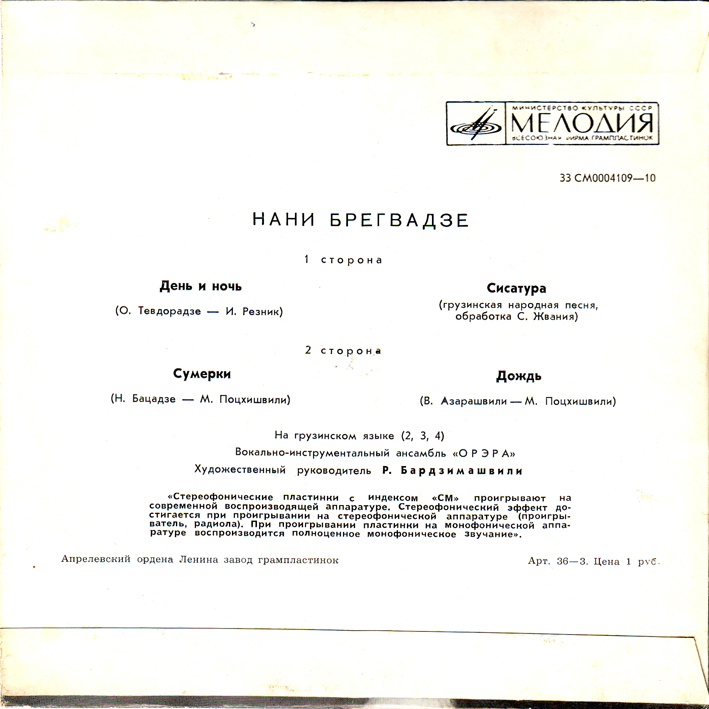 МИНИСТЕРСТВО КУЛЬТУРЫ СССР
МЕЛОДИЯ
ВСЕСОЮЗНАЯ ФИРМА ГРАМПЛАСТИНОК
33 СМ0004109—10
НАНИ БРЕГВАДЗЕ
1 сторона
День и ночь
(О. Тевдорадзе — И. Резник)
Сисатура
(грузинская народная песня,
обработка С. Жвания)
2 сторона
Сумерки
(Н. Бацадзе — М. Поцхишвили)
Дождь
(В. Азарашвили — М. Поцхишвили)
На грузинском языке (2, 3, 4)
Вокально-инструментальный ансамбль «ОРЭРА»
Художественный руководитель Р. Бардзимашвили
«Стереофонические пластинки с индексом «СМ» проигрывают на
современной воспроизводящей аппаратуре. Стереофонический эффект до-
стигается при проигрывании на стереофонической аппаратуре (проигры-
ватель, радиола). При проигрывании пластинки на монофонической аппа-
ратуре воспроизводится полноценное монофоническое звучание».
Апрелевский ордена Ленина завод грампластинок
Арт. 36—3. Цена 1 руб.